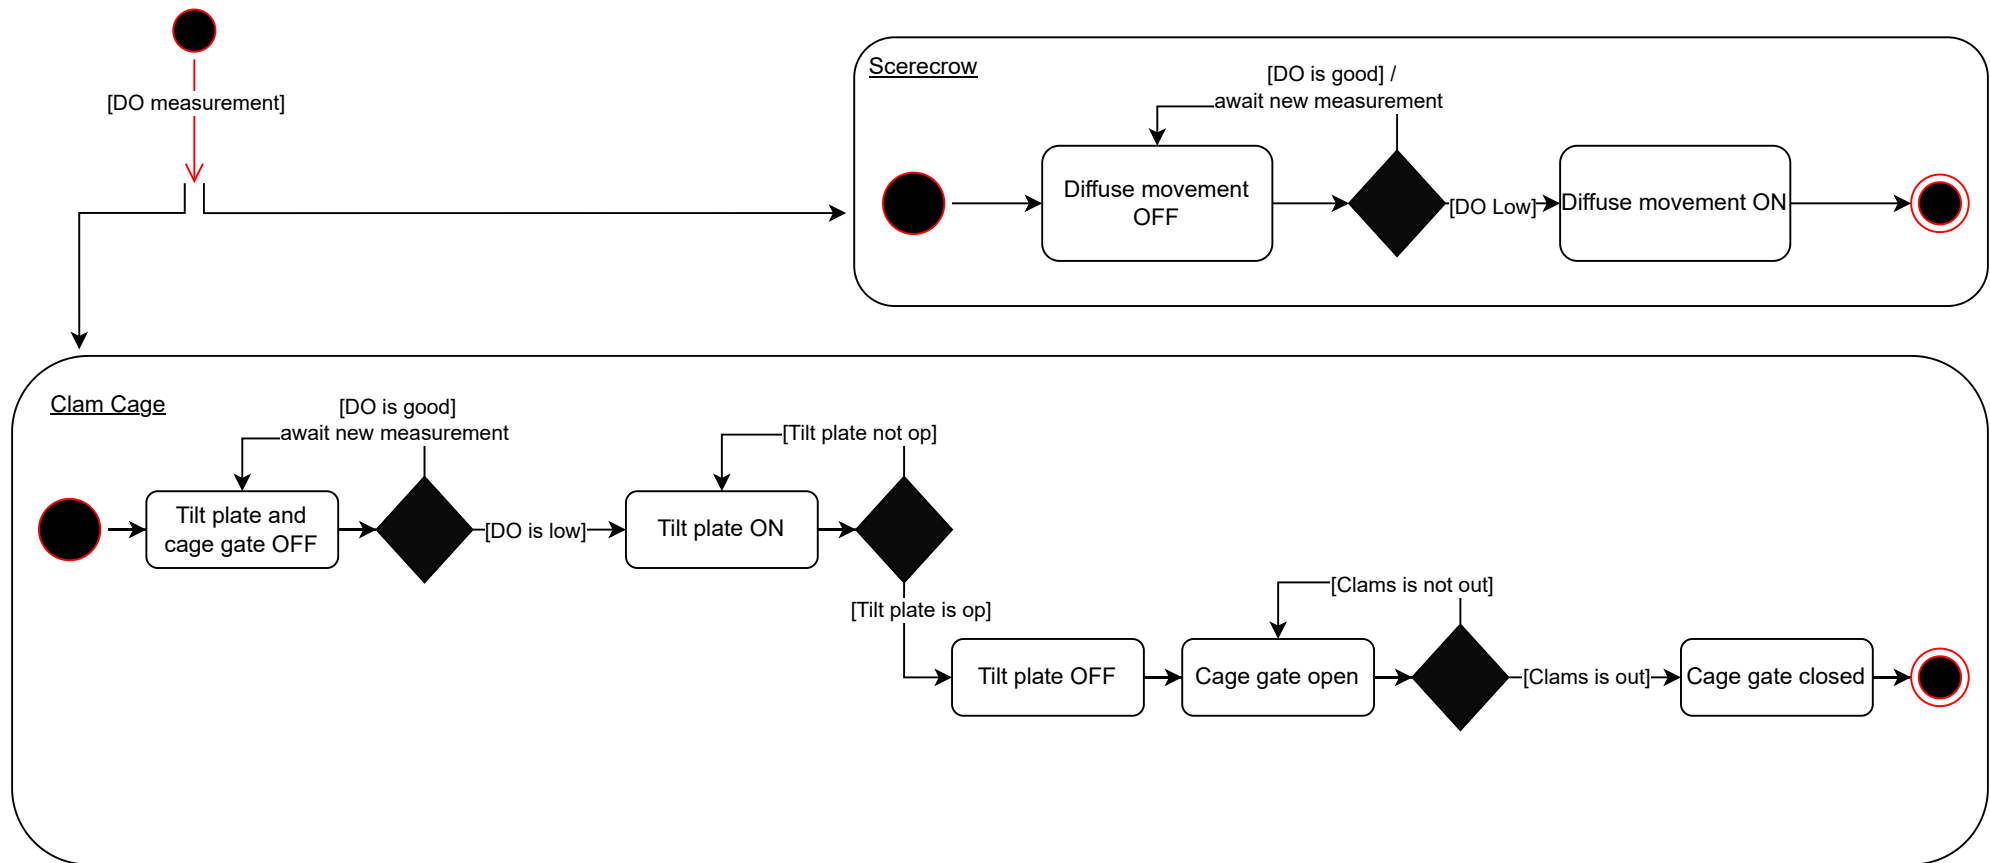 [DO measurement]
Scerecrow
[DO is good] /
await new measurement
Diffuse movement
OFF
[DO Low]
Diffuse movement ON
Clam Cage
[DO is good]
await new measurement
Tilt plate and
cage gate OFF
[DO is low]
[Tilt plate not op]
Tilt plate ON
[Tilt plate is op]
Tilt plate OFF
[Clams is not out]
Cage gate open
[Clams is out]
Cage gate closed